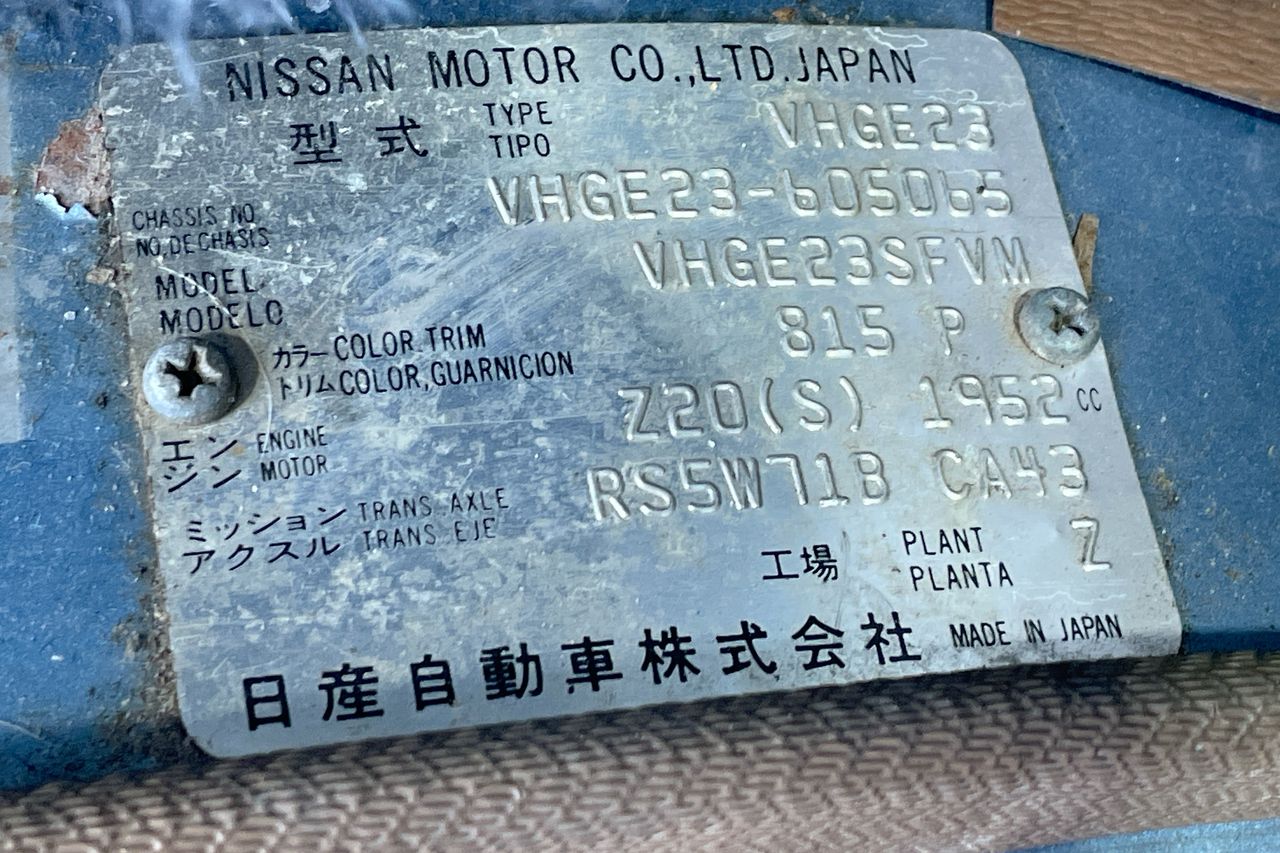 NISSAN MOTOR CO.,LTD.JAPAN
型式 TYPE TIPO VHGE23
CHASSIS NO NO,DE CHASIS VHGE23-605065
MODEL MODELO VHGE23SFVM
カラー COLOR.TRIM トリム COLOR,GUARNICION 815 P
エンジン ENGINE MOTOR Z20(S) 1952 CC
ミッション TRANS.AXLE アクスル TRANS EJE RS5W71B CA43
工場 PLANT PLANTA Z
日産自動車株式会社 MADE IN JAPAN